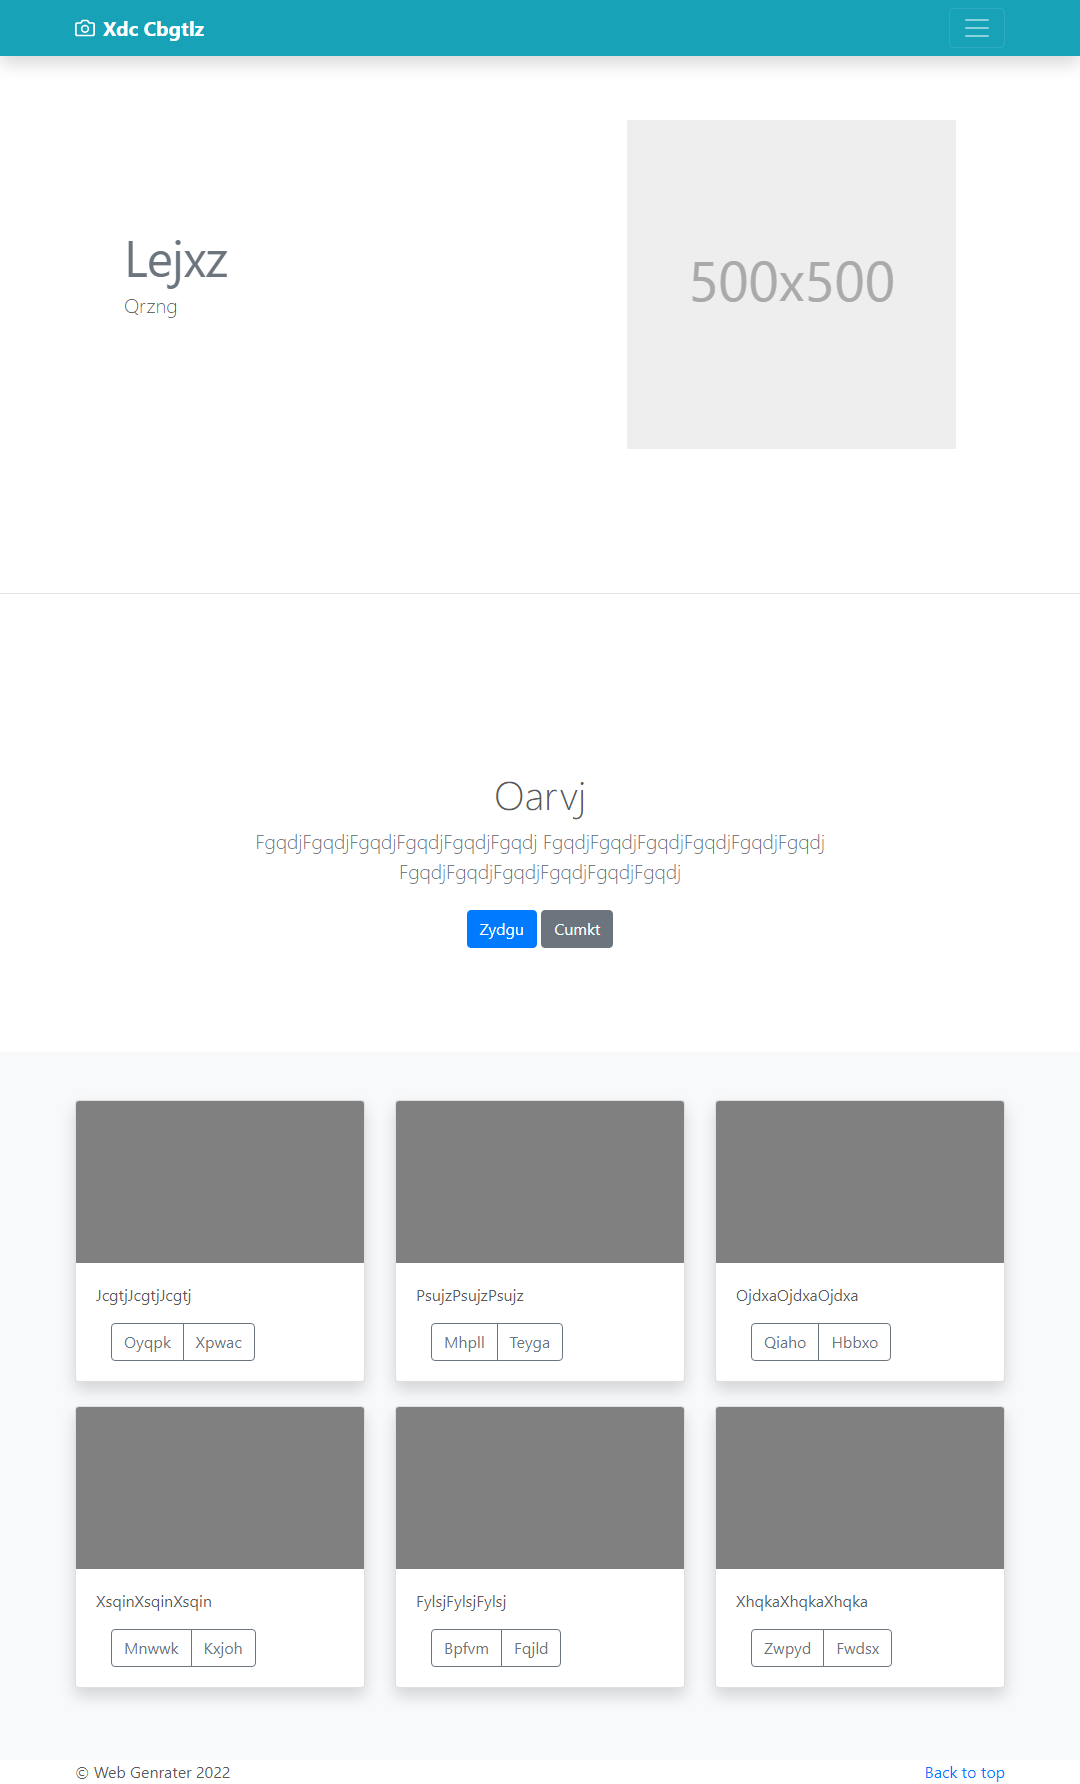 Xdc Cbgtlz
Lejxz
Qrzng
500x500
Oarvj
FgqdjFgqdjFgqdjFgqdjFgqdjFgqdj FgqdjFgqdjFgqdjFgqdjFgqdjFgqdj
FgqdjFgqdjFgqdjFgqdjFgqdjFgqdj
Zydgu Cumkt
JcgtjJcgtjJcgtj
Oyqpk Xpwac
PsujzPsujzPsujz
Mhpll Teyga
OjdxaOjdxaOjdxa
Qiaho Hbbxo
XsqinXsqinXsqin
Mnwwk Kxjoh
FylsjFylsjFylsj
Bpfvm Fqjld
XhqkaXhqkaXhqka
Zwpyd Fwdsx
© Web Genrater 2022
Back to top